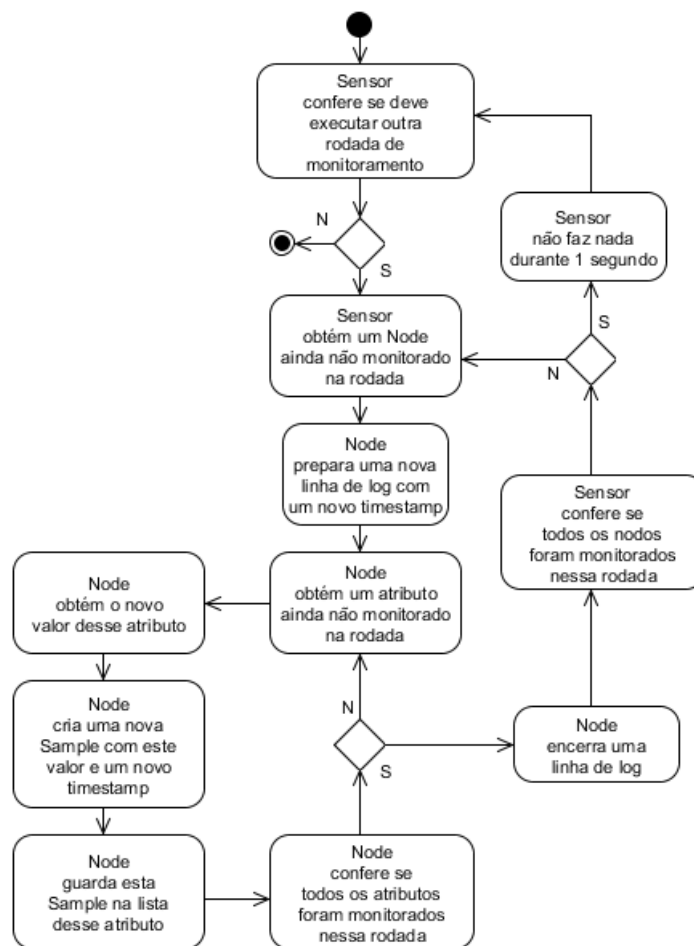 Sensor
confere se deve
executar outra
rodada de
monitoramento
N
S
Sensor
não faz nada
durante 1 segundo
S
N
Sensor
obtém um Node
ainda não monitorado
na rodada
Node
prepara uma nova
linha de log com
um novo timestamp
Sensor
confere se
todos os nodos
foram monitorados
nessa rodada
Node
obtém um atributo
ainda não monitorado
na rodada
Node
obtém o novo
valor desse atributo
Node
cria uma nova
Sample com este
valor e um novo
timestamp
N
S
Node
encerra uma
linha de log
Node
guarda esta
Sample na lista
desse atributo
Node
confere se
todos os atributos
foram monitorados
nessa rodada